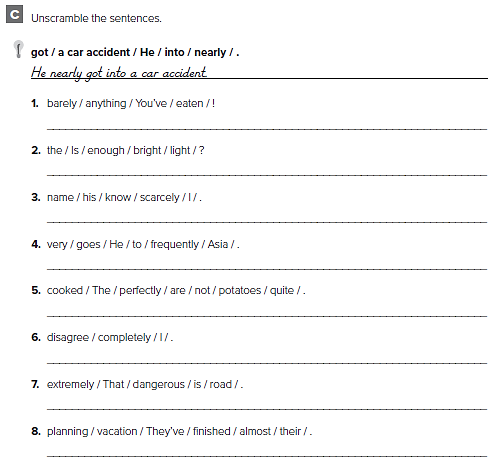 C Unscramble the sentences.
got / a car accident / He / into / nearly / .
He nearly got into a car accident.
1. barely / anything / You've / eaten / !
2. the / Is / enough / bright / light / ?
3. name / his / know / scarcely / I / .
4. very / goes / He / to / frequently / Asia / .
5. cooked / The / perfectly / are / not / potatoes / quite / .
6. disagree / completely / I / .
7. extremely / That / dangerous / is / road / .
8. planning / vacation / They've / finished / almost / their / .